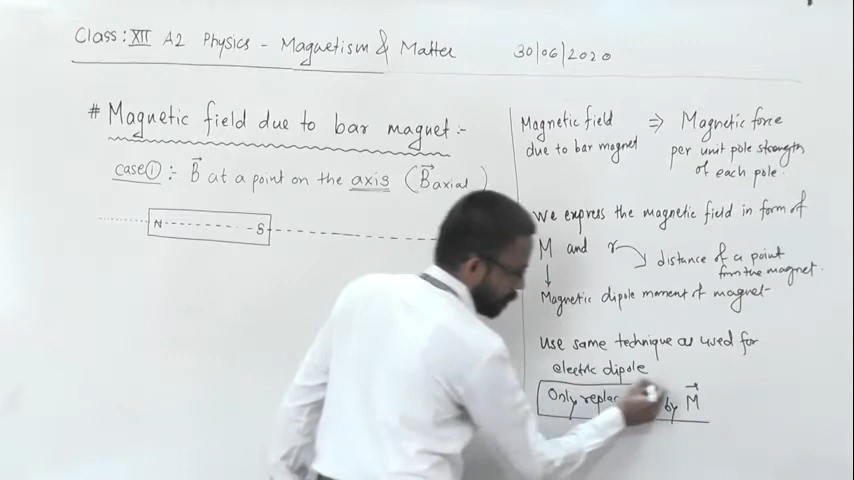 Class: XII A2 Physics - Magnetism & Matter 30/06/2020
# Magnetic field due to bar magnet :-
case ① :- B⃗ at a point on the axis (B⃗axial)
N S
Magnetic field ⇒ Magnetic force
due to bar magnet per unit pole strength
of each pole.
We express the magnetic field in form of
M and r → distance of a point
from the magnet.
↓
Magnetic dipole moment of magnet
Use same technique as used for
electric dipole
Only by M⃗